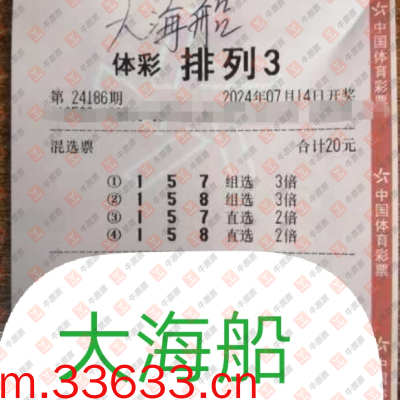 大海船
体彩 排列3
第 24186期 2024年07月14日开奖
混选票 合计20元
① 1 5 7 组选 3倍
② 1 5 8 组选 3倍
③ 1 5 7 直选 2倍
④ 1 5 8 直选 2倍
大海船
m.33633.cn
中国体育彩票
中国体育彩票